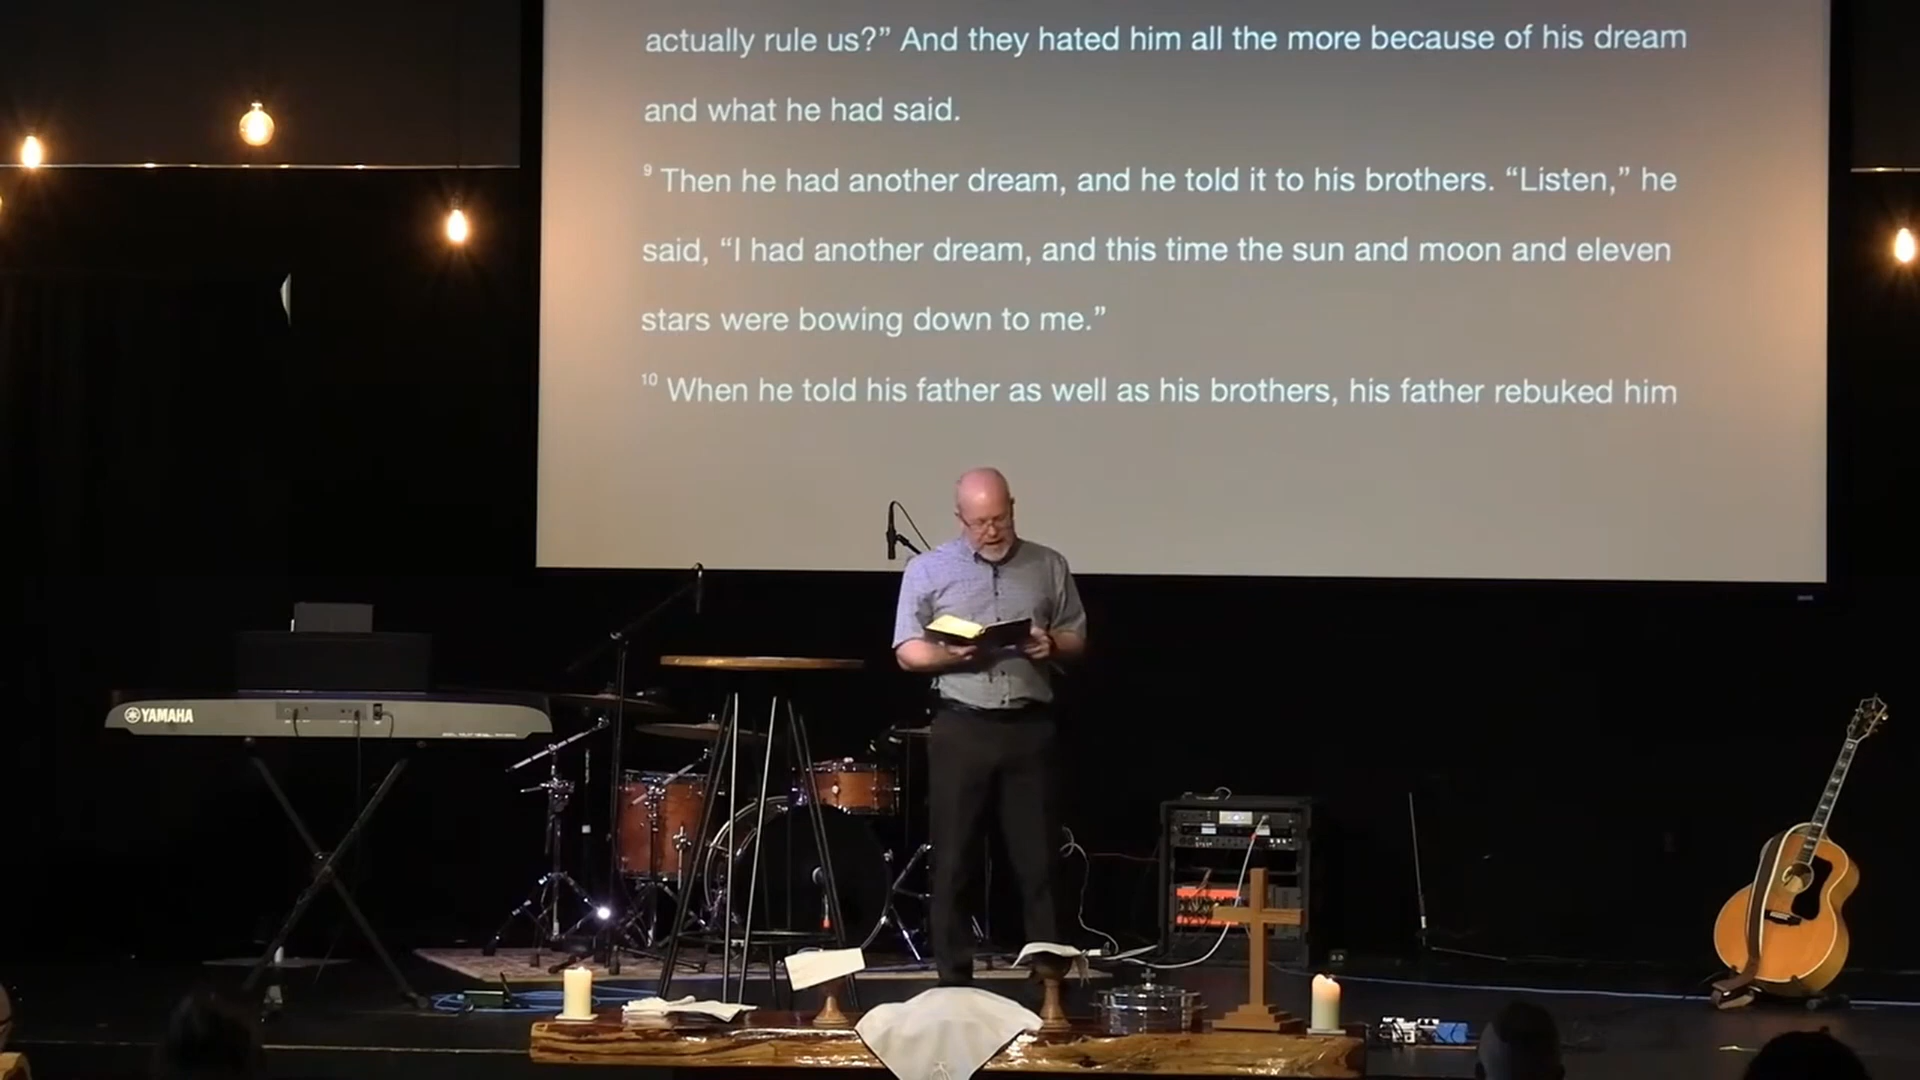 actually rule us?” And they hated him all the more because of his dream
and what he had said.
9 Then he had another dream, and he told it to his brothers. “Listen,” he
said, “I had another dream, and this time the sun and moon and eleven
stars were bowing down to me.”
10 When he told his father as well as his brothers, his father rebuked him
YAMAHA